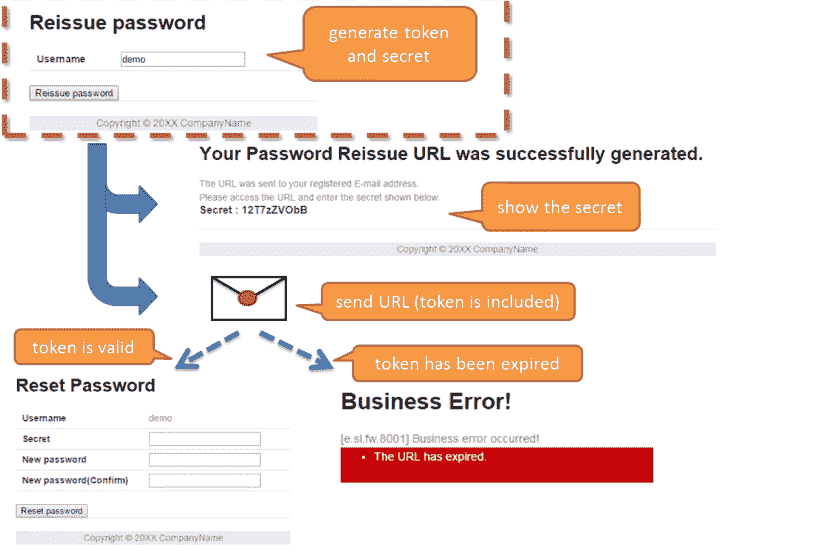 Reissue password
Username demo
Reissue password
Copyright © 20XX CompanyName
generate token
and secret
Your Password Reissue URL was successfully generated.
The URL was sent to your registered E-mail address.
Please access the URL and enter the secret shown below.
Secret : 12T7zZVObB
show the secret
Copyright © 20XX CompanyName
send URL (token is included)
token is valid
token has been expired
Reset Password
Username demo
Secret
New password
New password(Confirm)
Reset password
Copyright © 20XX CompanyName
Business Error!
[e.sl.fw.8001] Business error occurred!
• The URL has expired.